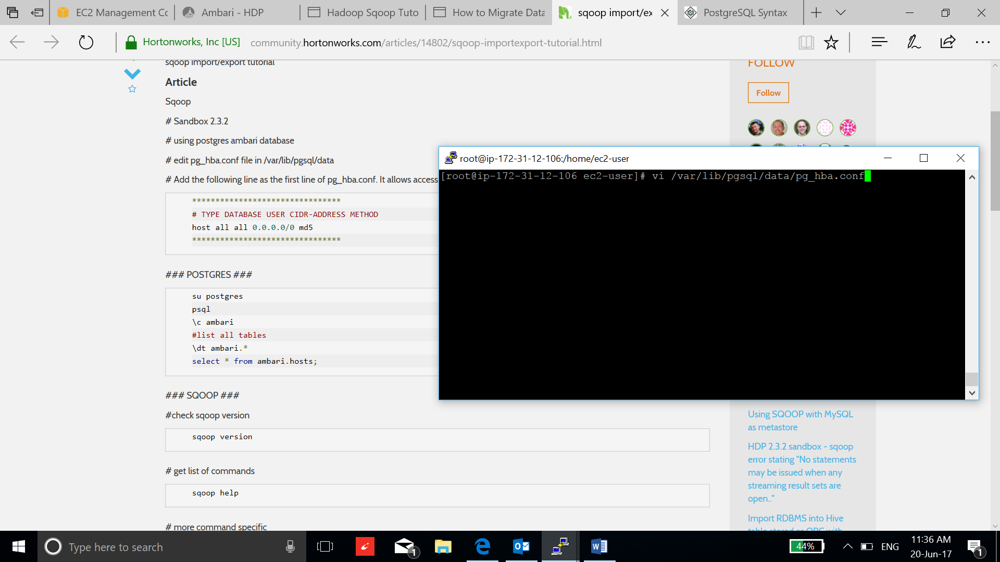 EC2 Management Cc
Ambari - HDP
Hadoop Sqoop Tuto
How to Migrate Data
sqoop import/ex
PostgreSQL Syntax
Hortonworks, Inc [US]
community.hortonworks.com/articles/14802/sqoop-importexport-tutorial.html
sqoop import/export tutorial
Article
Sqoop
# Sandbox 2.3.2
# using postgres ambari database
# edit pg_hba.conf file in /var/lib/pgsql/data
# Add the following line as the first line of pg_hba.conf. It allows access
********************************
# TYPE DATABASE USER CIDR-ADDRESS METHOD
host all all 0.0.0.0/0 md5
********************************
### POSTGRES ###
su postgres
psql
\c ambari
#list all tables
\dt ambari.*
select * from ambari.hosts;
### SQOOP ###
#check sqoop version
sqoop version
# get list of commands
sqoop help
# more command specific
FOLLOW
Follow
root@ip-172-31-12-106:/home/ec2-user
[root@ip-172-31-12-106 ec2-user]# vi /var/lib/pgsql/data/pg_hba.conf
Using SQOOP with MySQL
as metastore
HDP 2.3.2 sandbox - sqoop
error stating "No statements
may be issued when any
streaming result sets are
open.."
Import RDBMS into Hive
table stored as ORC with
Type here to search
1
44%
ENG
11:36 AM
20-Jun-17
1